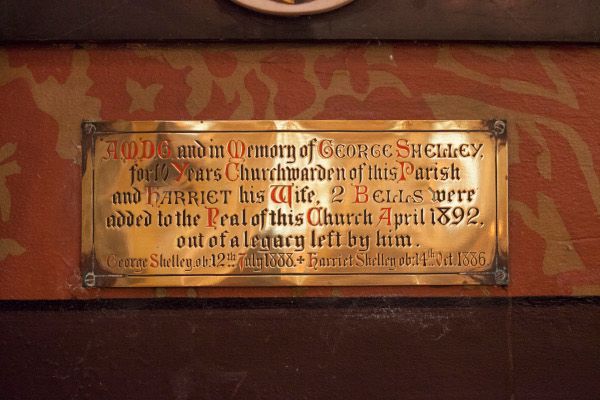 A.M.D.G. and in Memory of GEORGE SHELLEY,
for 10 Years Churchwarden of this Parish
and HARRIET his Wife, 2 BELLS were
added to the Peal of this Church April 1892,
out of a legacy left by him.
George Shelley, ob: 12th July 1888. + Harriet Shelley ob: 14th Oct. 1886.